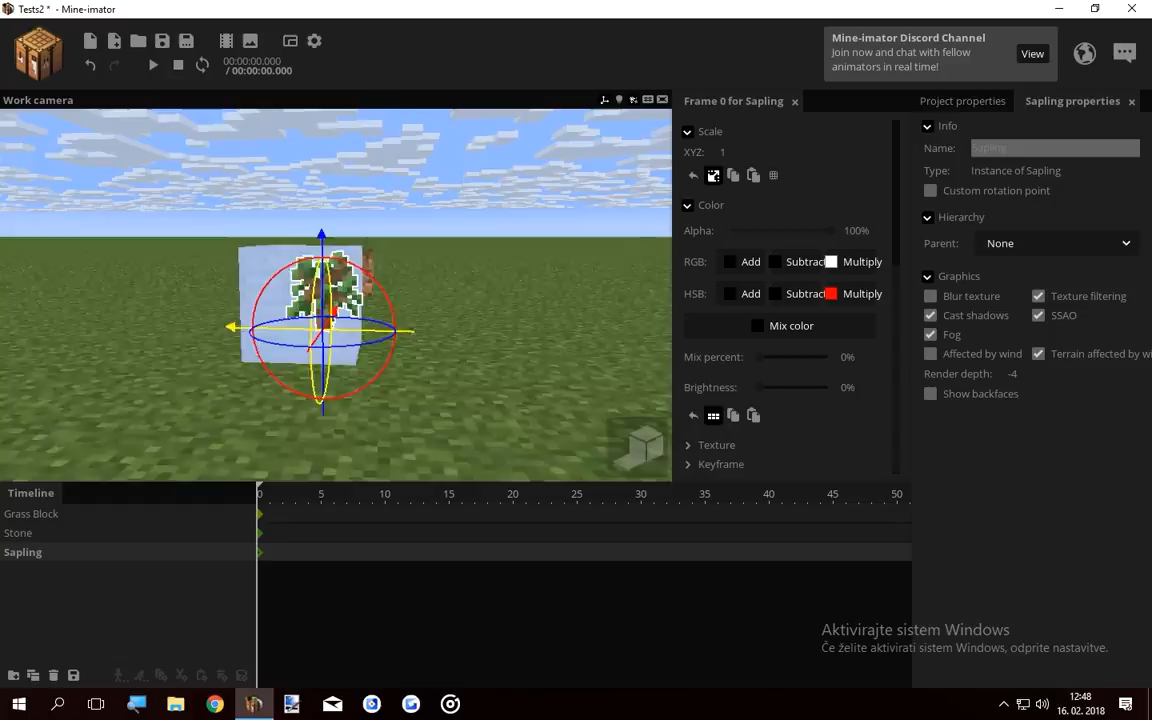 Tests2 * - Mine-imator
00:00:00.000
/ 00:00:00.000
Mine-imator Discord Channel
Join now and chat with fellow
animators in real time!
View
Work camera
Frame 0 for Sapling
Scale
XYZ: 1
Color
Alpha: 100%
RGB: Add Subtract Multiply
HSB: Add Subtract Multiply
Mix color
Mix percent: 0%
Brightness: 0%
Texture
Keyframe
Project properties
Sapling properties
Info
Name: Sapling
Type: Instance of Sapling
Custom rotation point
Hierarchy
Parent: None
Graphics
Blur texture Texture filtering
Cast shadows SSAO
Fog
Affected by wind Terrain affected by wi
Render depth: -4
Show backfaces
Timeline
0 5 10 15 20 25 30 35 40 45 50
Grass Block
Stone
Sapling
Aktivirajte sistem Windows
Če želite aktivirati sistem Windows, odprite nastavitve.
12:48
16. 02. 2018